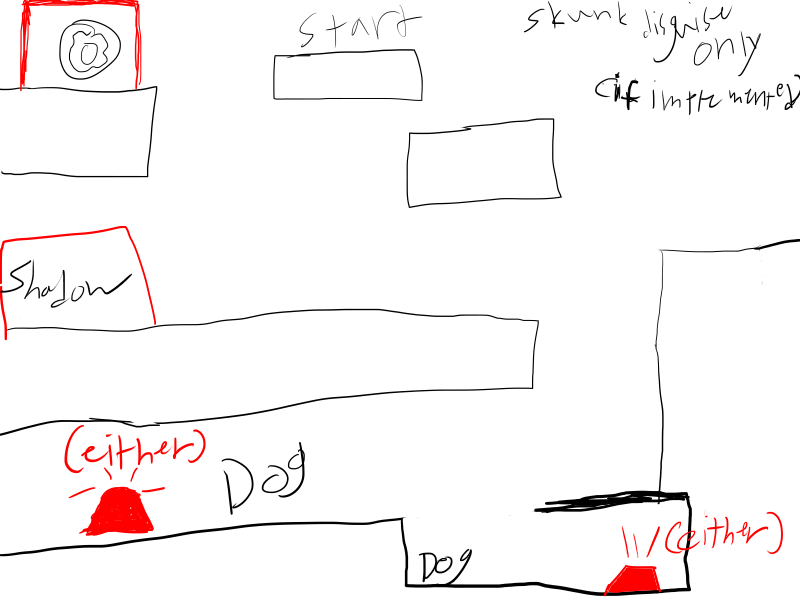 start
skunk disguise
only
(if implemented)
Shadow
(either)
Dog
Dog
(either)